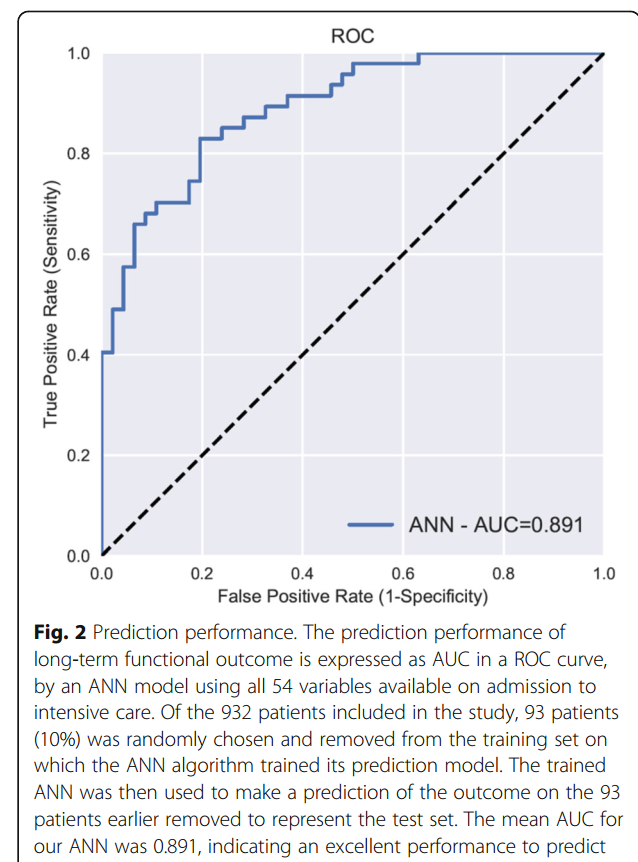 ROC
1.0
0.8
0.6
0.4
0.2
0.0
True Positive Rate (Sensitivity)
ANN - AUC=0.891
0.0 0.2 0.4 0.6 0.8 1.0
False Positive Rate (1-Specificity)
Fig. 2 Prediction performance. The prediction performance of
long-term functional outcome is expressed as AUC in a ROC curve,
by an ANN model using all 54 variables available on admission to
intensive care. Of the 932 patients included in the study, 93 patients
(10%) was randomly chosen and removed from the training set on
which the ANN algorithm trained its prediction model. The trained
ANN was then used to make a prediction of the outcome on the 93
patients earlier removed to represent the test set. The mean AUC for
our ANN was 0.891, indicating an excellent performance to predict